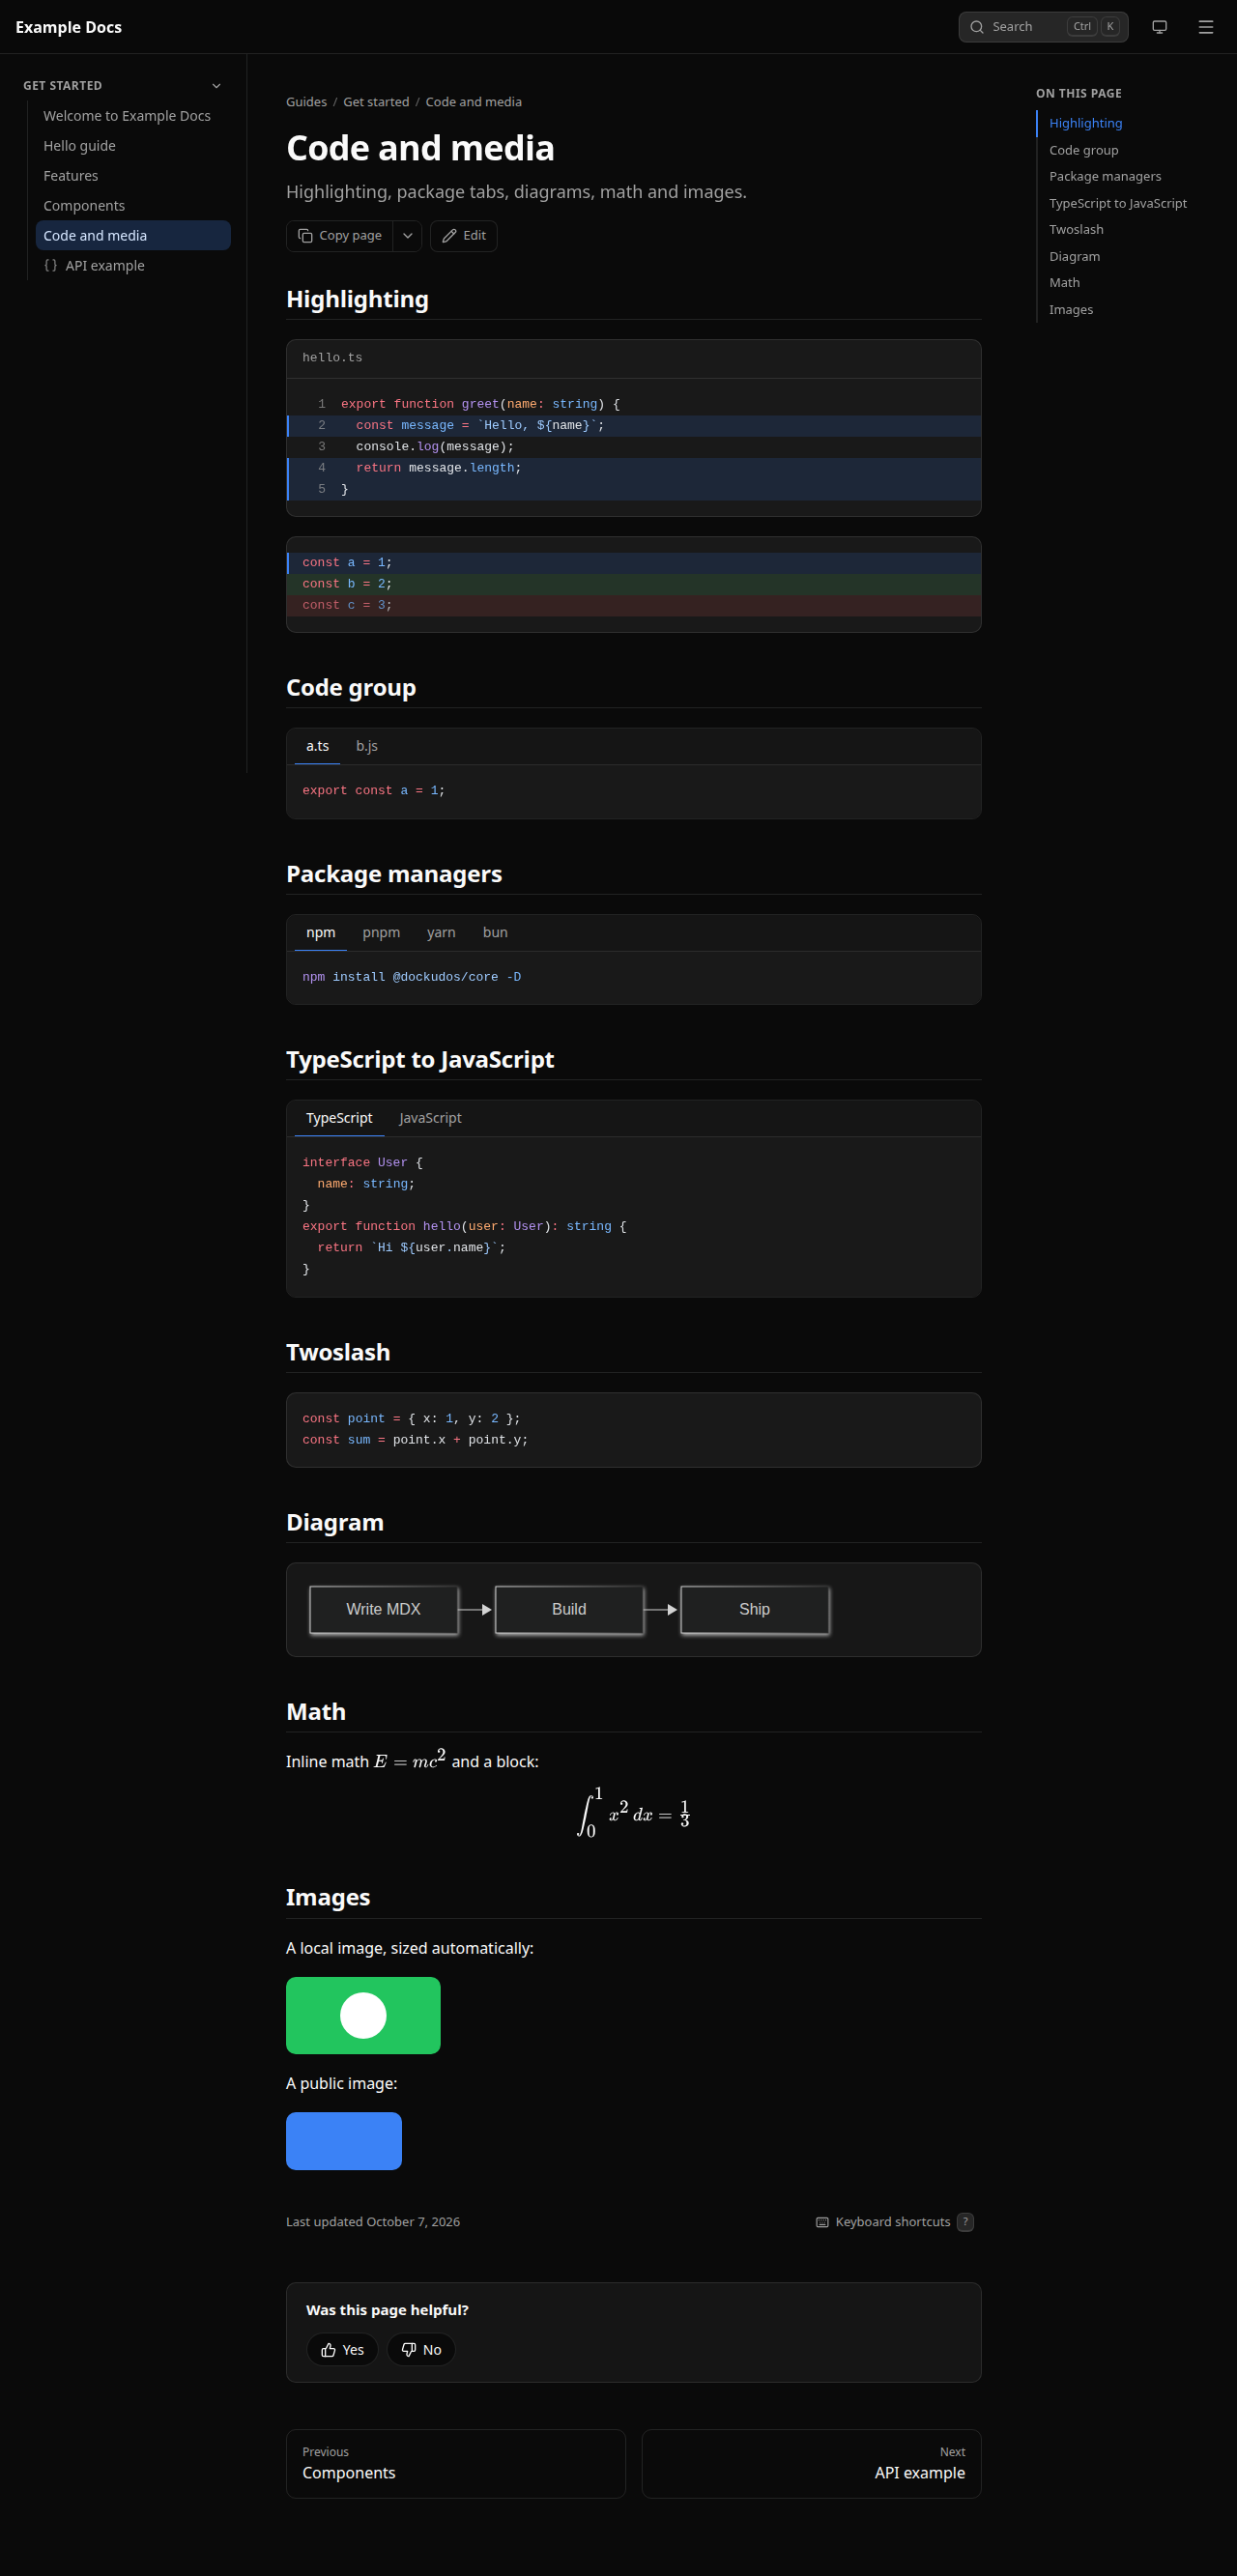 Example Docs
Search Ctrl K
GET STARTED
Welcome to Example Docs
Hello guide
Features
Components
Code and media
{} API example
Guides / Get started / Code and media
Code and media
Highlighting, package tabs, diagrams, math and images.
Copy page
Edit
Highlighting
hello.ts
1 export function greet(name: string) {
2   const message = `Hello, ${name}`;
3   console.log(message);
4   return message.length;
5 }
const a = 1;
const b = 2;
const c = 3;
Code group
a.ts b.js
export const a = 1;
Package managers
npm pnpm yarn bun
npm install @dockudos/core -D
TypeScript to JavaScript
TypeScript JavaScript
interface User {
  name: string;
}
export function hello(user: User): string {
  return `Hi ${user.name}`;
}
Twoslash
const point = { x: 1, y: 2 };
const sum = point.x + point.y;
Diagram
Write MDX Build Ship
Math
Inline math E = mc² and a block:
∫₀¹ x² dx = 1/3
Images
A local image, sized automatically:
A public image:
Last updated October 7, 2026
Keyboard shortcuts ?
Was this page helpful?
Yes No
Previous
Components
Next
API example
ON THIS PAGE
Highlighting
Code group
Package managers
TypeScript to JavaScript
Twoslash
Diagram
Math
Images